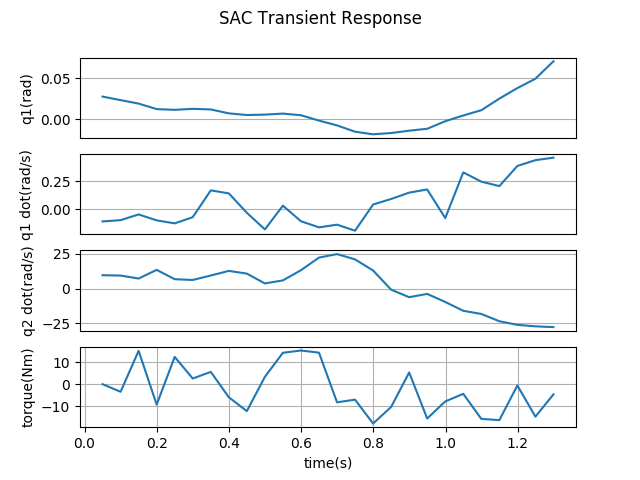 SAC Transient Response
q1(rad)
0.05
0.00
q1 dot(rad/s)
0.25
0.00
q2 dot(rad/s)
25
0
−25
torque(Nm)
10
0
−10
0.0 0.2 0.4 0.6 0.8 1.0 1.2
time(s)